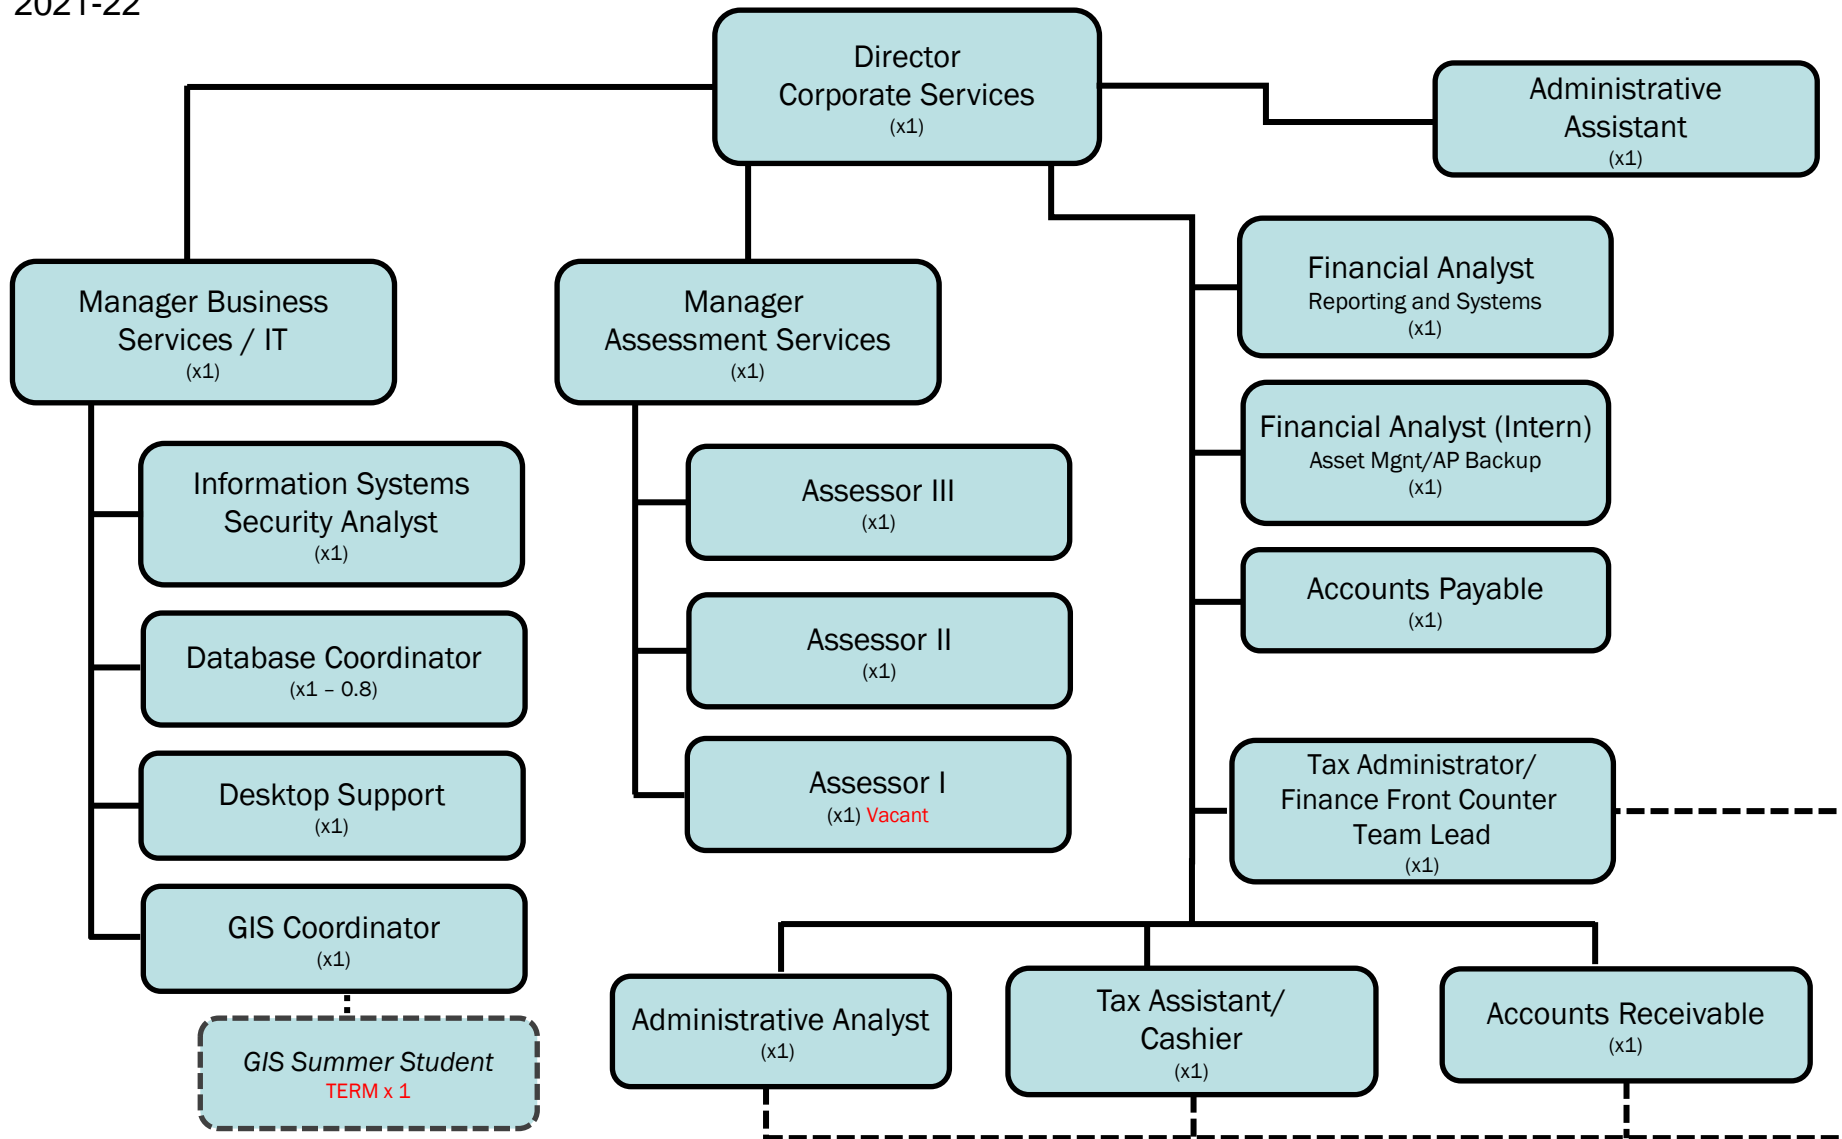 2021-22
Director
Corporate Services
(x1)
Administrative
Assistant
(x1)
Manager Business
Services / IT
(x1)
Manager
Assessment Services
(x1)
Financial Analyst
Reporting and Systems
(x1)
Financial Analyst (Intern)
Asset Mgnt/AP Backup
(x1)
Accounts Payable
(x1)
Information Systems
Security Analyst
(x1)
Database Coordinator
(x1 – 0.8)
Desktop Support
(x1)
GIS Coordinator
(x1)
GIS Summer Student
TERM x 1
Assessor III
(x1)
Assessor II
(x1)
Assessor I
(x1) Vacant
Tax Administrator/
Finance Front Counter
Team Lead
(x1)
Administrative Analyst
(x1)
Tax Assistant/
Cashier
(x1)
Accounts Receivable
(x1)